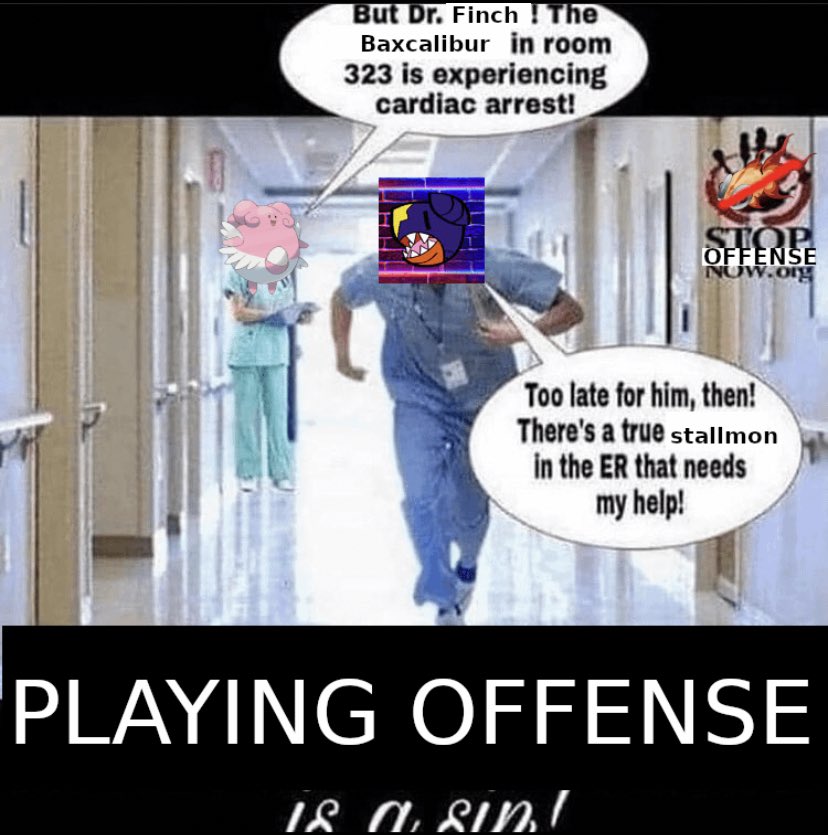 But Dr. Finch ! The
Baxcalibur in room
323 is experiencing
cardiac arrest!
STOP
OFFENSE
NOW.org
Too late for him, then!
There's a true stallmon
in the ER that needs
my help!
PLAYING OFFENSE
is a sin!